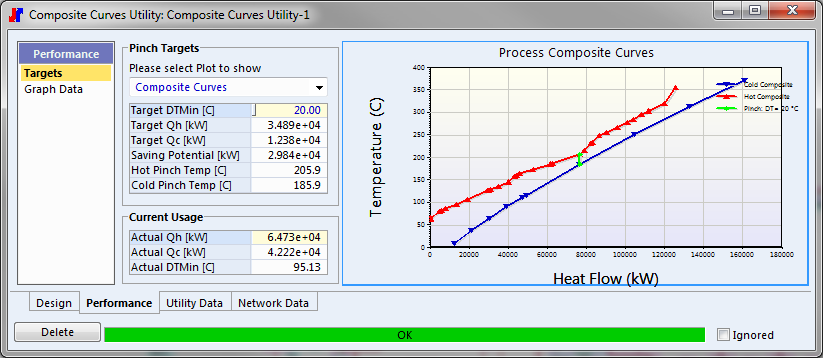 Composite Curves Utility: Composite Curves Utility-1
Performance
Targets
Graph Data
Pinch Targets
Please select Plot to show
Composite Curves
Target DTMin [C] 20.00
Target Qh [kW] 3.489e+04
Target Qc [kW] 1.238e+04
Saving Potential [kW] 2.984e+04
Hot Pinch Temp [C] 205.9
Cold Pinch Temp [C] 185.9
Current Usage
Actual Qh [kW] 6.473e+04
Actual Qc [kW] 4.222e+04
Actual DTMin [C] 95.13
Process Composite Curves
Temperature (C)
400
350
300
250
200
150
100
50
0
Cold Composite
Hot Composite
Pinch: DT= 20 °C
0 20000 40000 60000 80000 100000 120000 140000 160000 180000
Heat Flow (kW)
Design Performance Utility Data Network Data
Delete OK Ignored